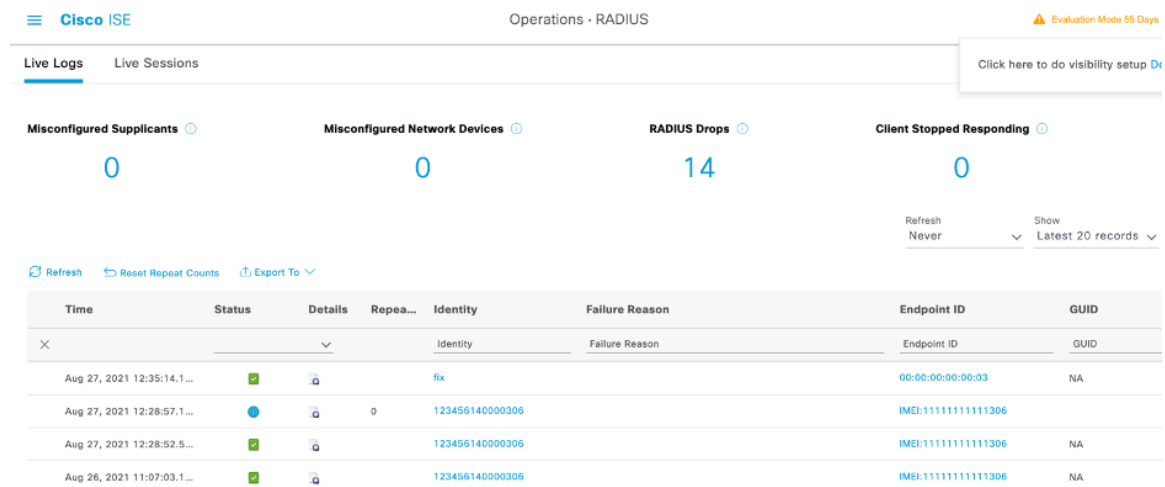 Cisco ISE
Operations · RADIUS
Evaluation Mode 55 Days
Live Logs Live Sessions
Click here to do visibility setup Do
Misconfigured Supplicants Misconfigured Network Devices RADIUS Drops Client Stopped Responding
0 0 14 0
Refresh Show
Never Latest 20 records
Refresh Reset Repeat Counts Export To
Time Status Details Repea... Identity Failure Reason Endpoint ID GUID
Identity Failure Reason Endpoint ID GUID
Aug 27, 2021 12:35:14.1... flx 00:00:00:00:00:03 NA
Aug 27, 2021 12:28:57.1... 0 123456140000306 IMEI:11111111111306
Aug 27, 2021 12:28:52.5... 123456140000306 IMEI:11111111111306 NA
Aug 26, 2021 11:07:03.1... 123456140000306 IMEI:11111111111306 NA